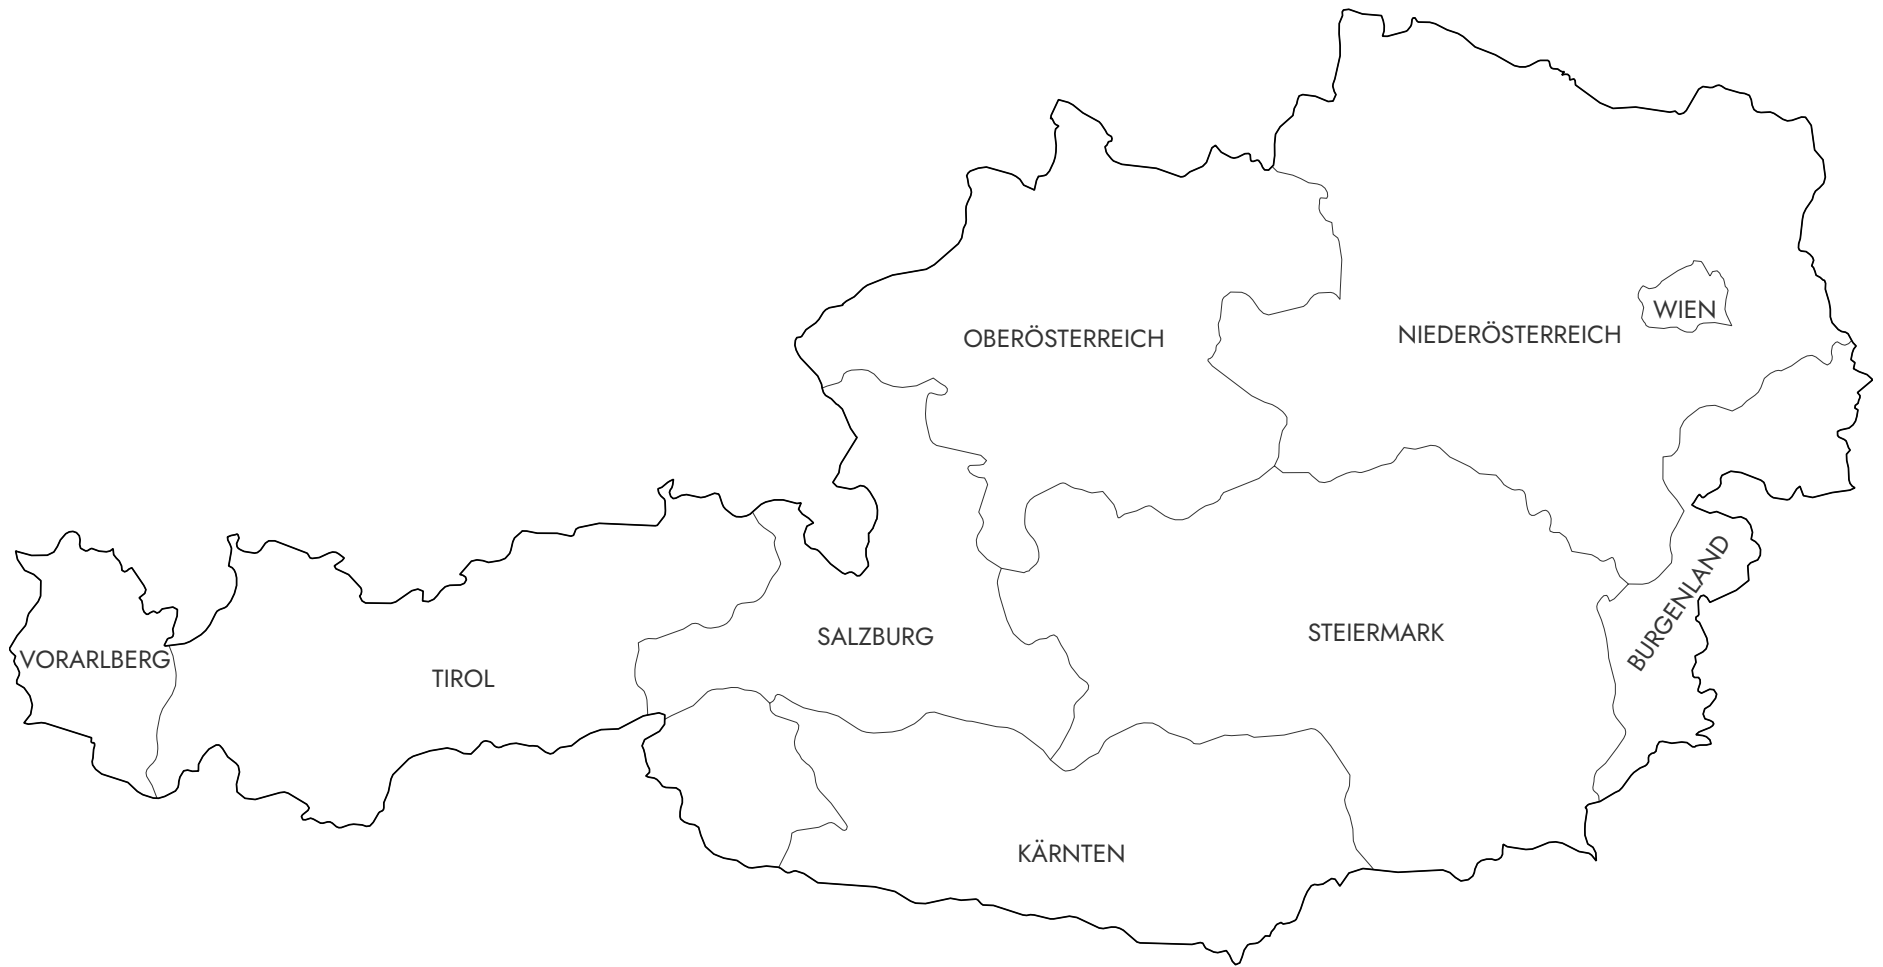 WIEN
NIEDERÖSTERREICH
OBERÖSTERREICH
BURGENLAND
STEIERMARK
SALZBURG
VORARLBERG
TIROL
KÄRNTEN